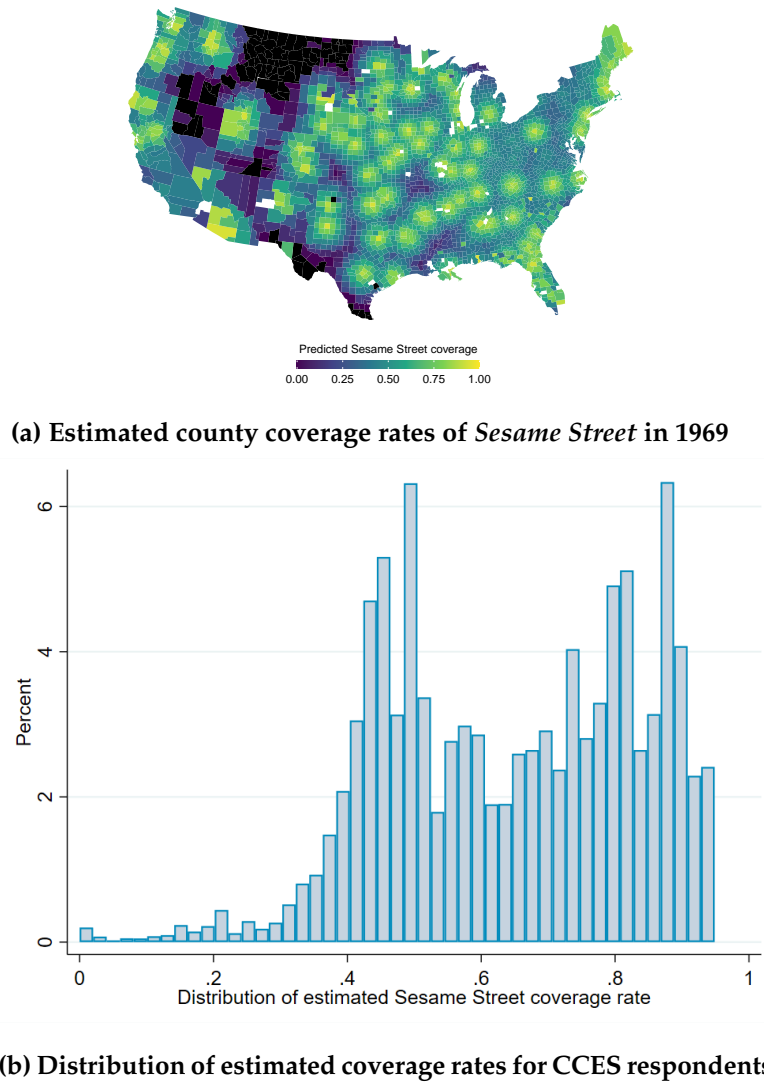 Predicted Sesame Street coverage
0.00 0.25 0.50 0.75 1.00
(a) Estimated county coverage rates of Sesame Street in 1969
6
4
2
0
Percent
0 .2 .4 .6 .8 1
Distribution of estimated Sesame Street coverage rate
(b) Distribution of estimated coverage rates for CCES respondents